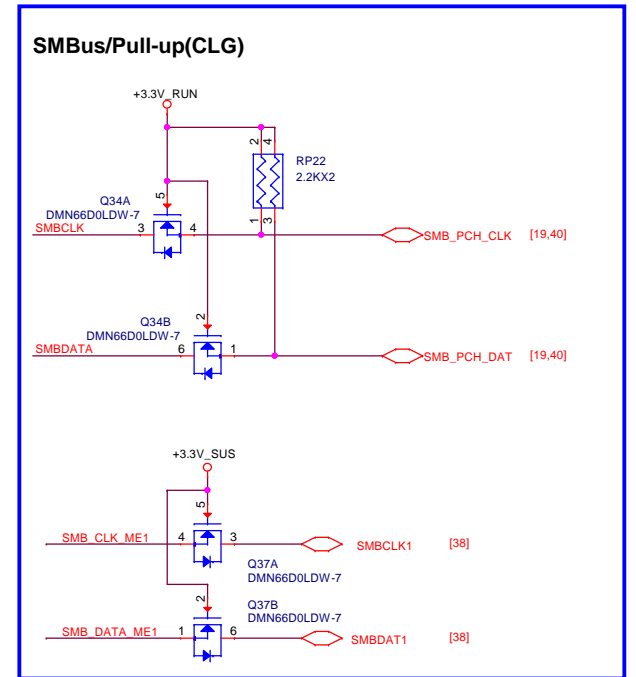 SMBus/Pull-up(CLG)
+3.3V_RUN
2 4
RP22
2.2KX2
Q34A
DMN66D0LDW-7
5
1 3
SMBCLK 3 4 SMB_PCH_CLK [19,40]
Q34B
DMN66D0LDW-7
2
SMBDATA 6 1 SMB_PCH_DAT [19,40]
+3.3V_SUS
5
SMB_CLK_ME1 4 3 SMBCLK1 [38]
Q37A
DMN66D0LDW-7
2
Q37B
DMN66D0LDW-7
SMB_DATA_ME1 1 6 SMBDAT1 [38]